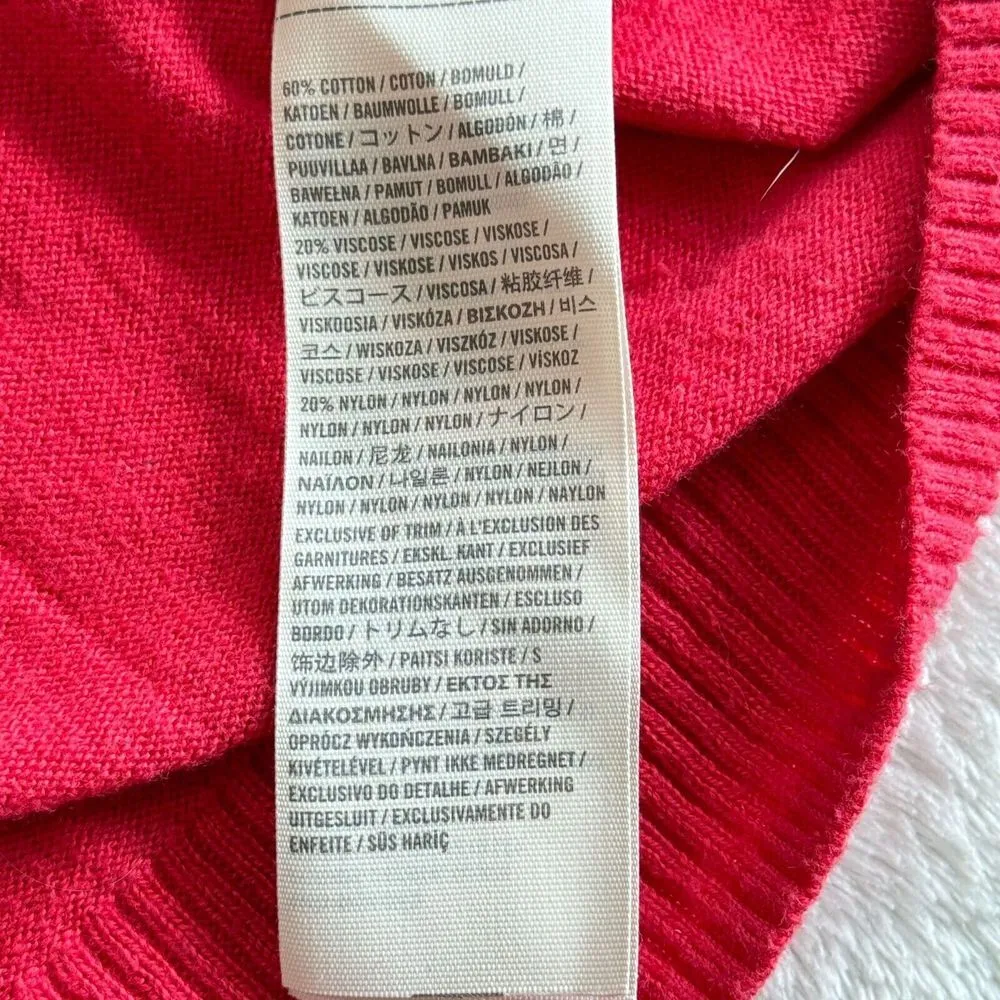 60% COTTON / COTON / BOMULD /
KATOEN / BAUMWOLLE / BOMULL /
COTONE / コットン / ALGODÓN / 棉 /
PUUVILLAA / BAVLNA / BAMBAKI / 면 /
BAWEŁNA / PAMUT / BOMULL / ALGODÃO /
KATOEN / ALGODÃO / PAMUK
20% VISCOSE / VISCOSE / VISKOSE /
VISCOSE / VISKOSE / VISKOS / VISCOSA /
ビスコース / VISCOSA / 粘胶纤维 /
VISKOOSIA / VISKÓZA / ΒΙΣΚΟΖΗ / 비스
코스 / WISKOZA / VISZKÓZ / VISKOSE /
VISCOSE / VISKOSE / VISCOSE / VİSKOZ
20% NYLON / NYLON / NYLON / NYLON /
NYLON / NYLON / NYLON / ナイロン /
NAILON / 尼龙 / NAILONIA / NYLON /
ΝΑΪΛΟΝ / 나일론 / NYLON / NEJLON /
NYLON / NYLON / NYLON / NYLON / NAYLON
EXCLUSIVE OF TRIM / À L'EXCLUSION DES
GARNITURES / EKSKL. KANT / EXCLUSIEF
AFWERKING / BESATZ AUSGENOMMEN /
UTOM DEKORATIONSKANTEN / ESCLUSO
BORDO / トリムなし / SIN ADORNO /
饰边除外 / PAITSI KORISTE / S
VÝJIMKOU OBRUBY / ΕΚΤΟΣ ΤΗΣ
ΔΙΑΚΟΣΜΗΣΗΣ / 고급 트리밍 /
OPRÓCZ WYKOŃCZENIA / SZEGÉLY
KIVÉTELÉVEL / PYNT IKKE MEDREGNET /
EXCLUSIVO DO DETALHE / AFWERKING
UITGESLUIT / EXCLUSIVAMENTE DO
ENFEITE / SÜS HARİÇ